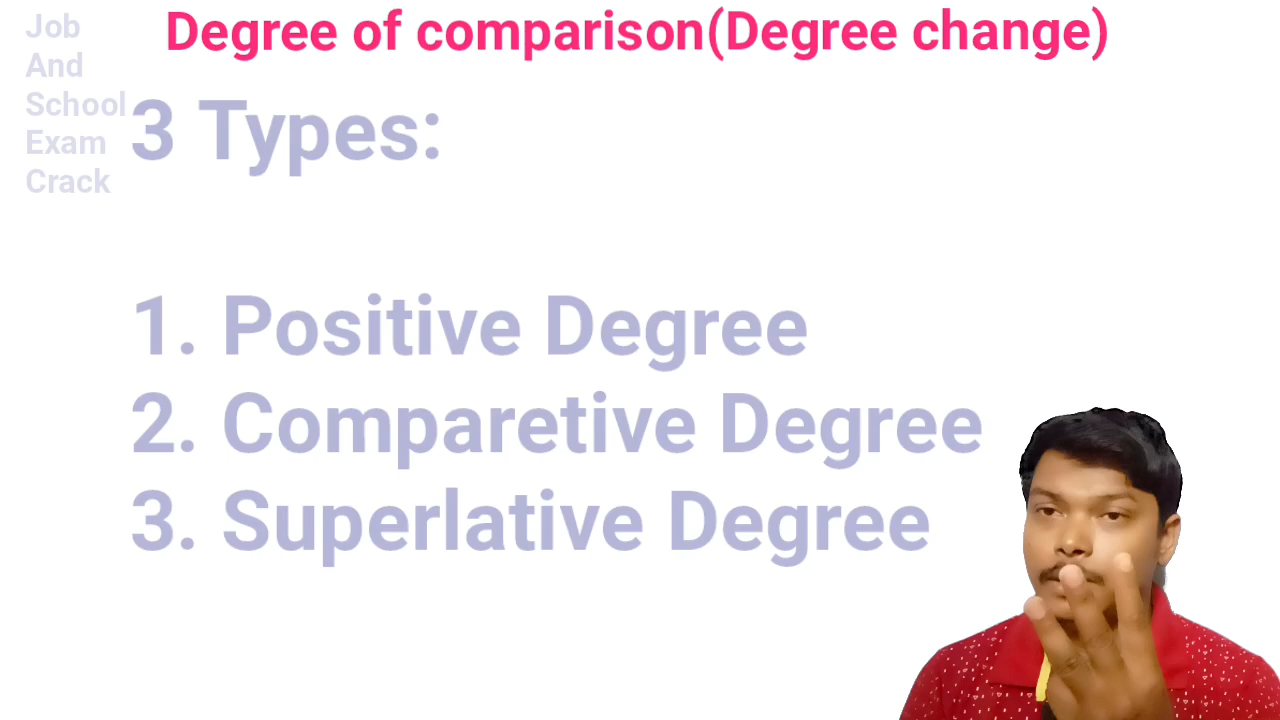 Degree of comparison(Degree change)
Job
And
School
Exam
Crack
3 Types:
1. Positive Degree
2. Comparetive Degree
3. Superlative Degree